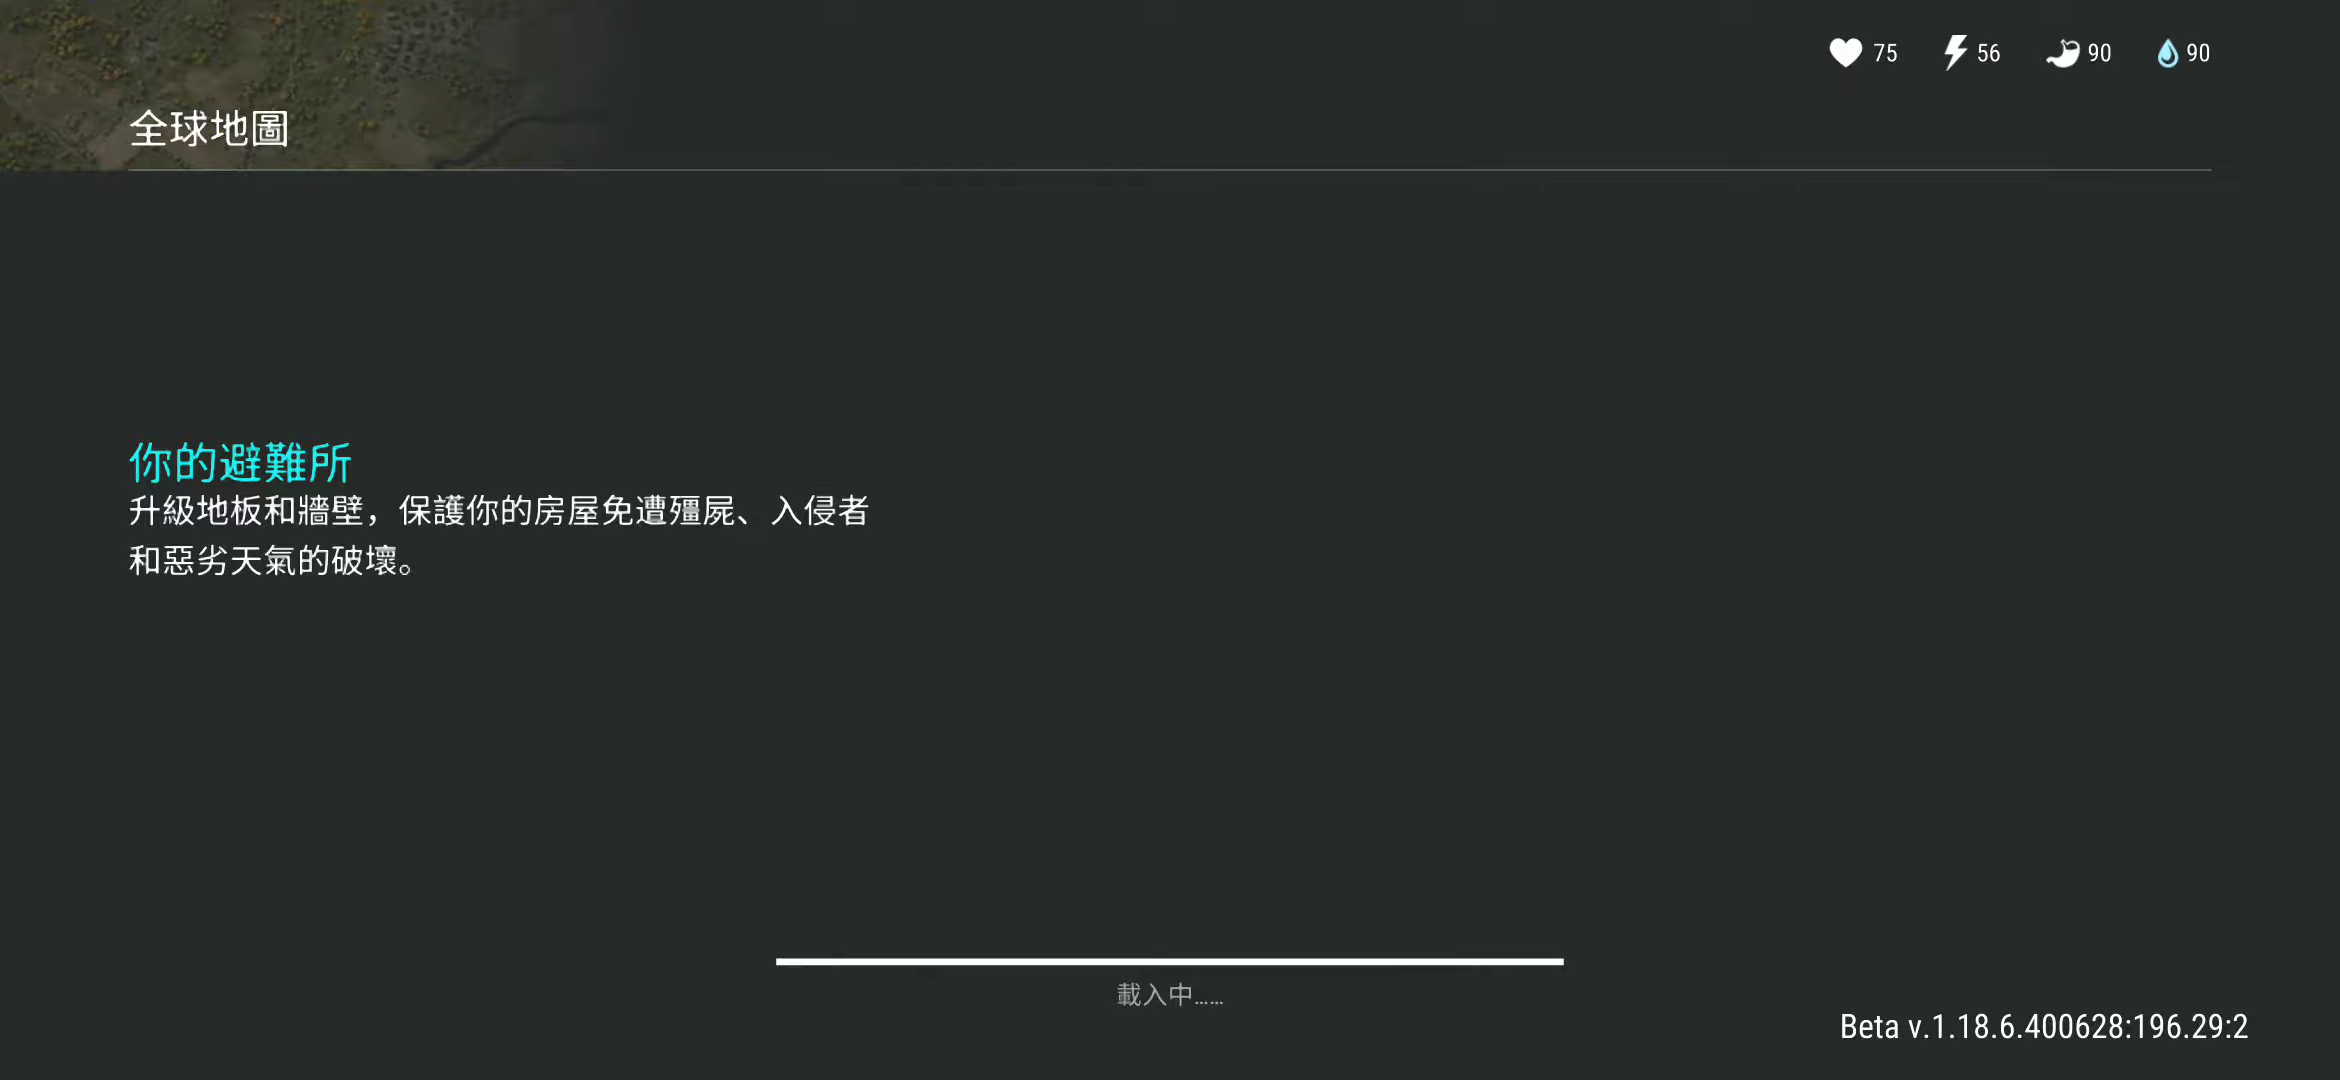 75 56 90 90
全球地圖
你的避難所
升級地板和牆壁，保護你的房屋免遭殭屍、入侵者
和惡劣天氣的破壞。
載入中……
Beta v.1.18.6.400628:196.29:2